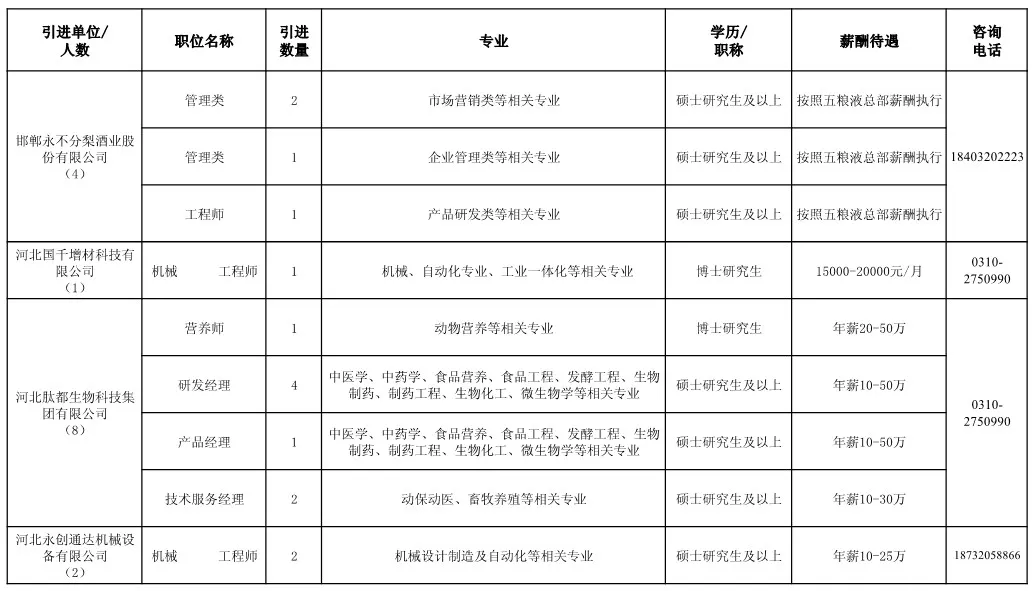 引进单位/
人数
职位名称
引进
数量
专业
学历/
职称
薪酬待遇
咨询
电话
邯郸永不分梨酒业股
份有限公司
（4）
管理类
2
市场营销类等相关专业
硕士研究生及以上
按照五粮液总部薪酬执行
18403202223
管理类
1
企业管理类等相关专业
硕士研究生及以上
按照五粮液总部薪酬执行
工程师
1
产品研发类等相关专业
硕士研究生及以上
按照五粮液总部薪酬执行
河北国千增材科技有
限公司
（1）
机械 工程师
1
机械、自动化专业、工业一体化等相关专业
博士研究生
15000-20000元/月
0310-
2750990
河北肽都生物科技集
团有限公司
（8）
营养师
1
动物营养等相关专业
博士研究生
年薪20-50万
0310-
2750990
研发经理
4
中医学、中药学、食品营养、食品工程、发酵工程、生物
制药、制药工程、生物化工、微生物学等相关专业
硕士研究生及以上
年薪10-50万
产品经理
1
中医学、中药学、食品营养、食品工程、发酵工程、生物
制药、制药工程、生物化工、微生物学等相关专业
硕士研究生及以上
年薪10-50万
技术服务经理
2
动保动医、畜牧养殖等相关专业
硕士研究生及以上
年薪10-30万
河北永创通达机械设
备有限公司
（2）
机械 工程师
2
机械设计制造及自动化等相关专业
硕士研究生及以上
年薪10-25万
18732058866